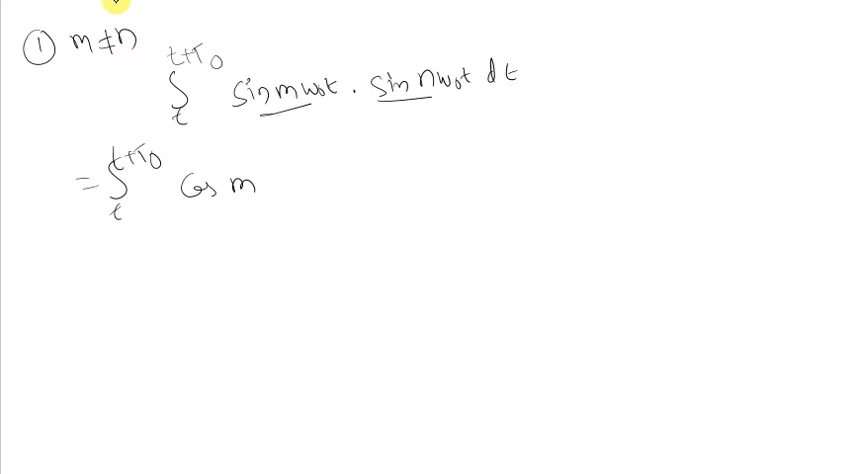 ① m≠n
∫ₜ^{t+T₀} sin mω₀t . sin nω₀t dt
= ∫ₜ^{t+T₀} Cos m